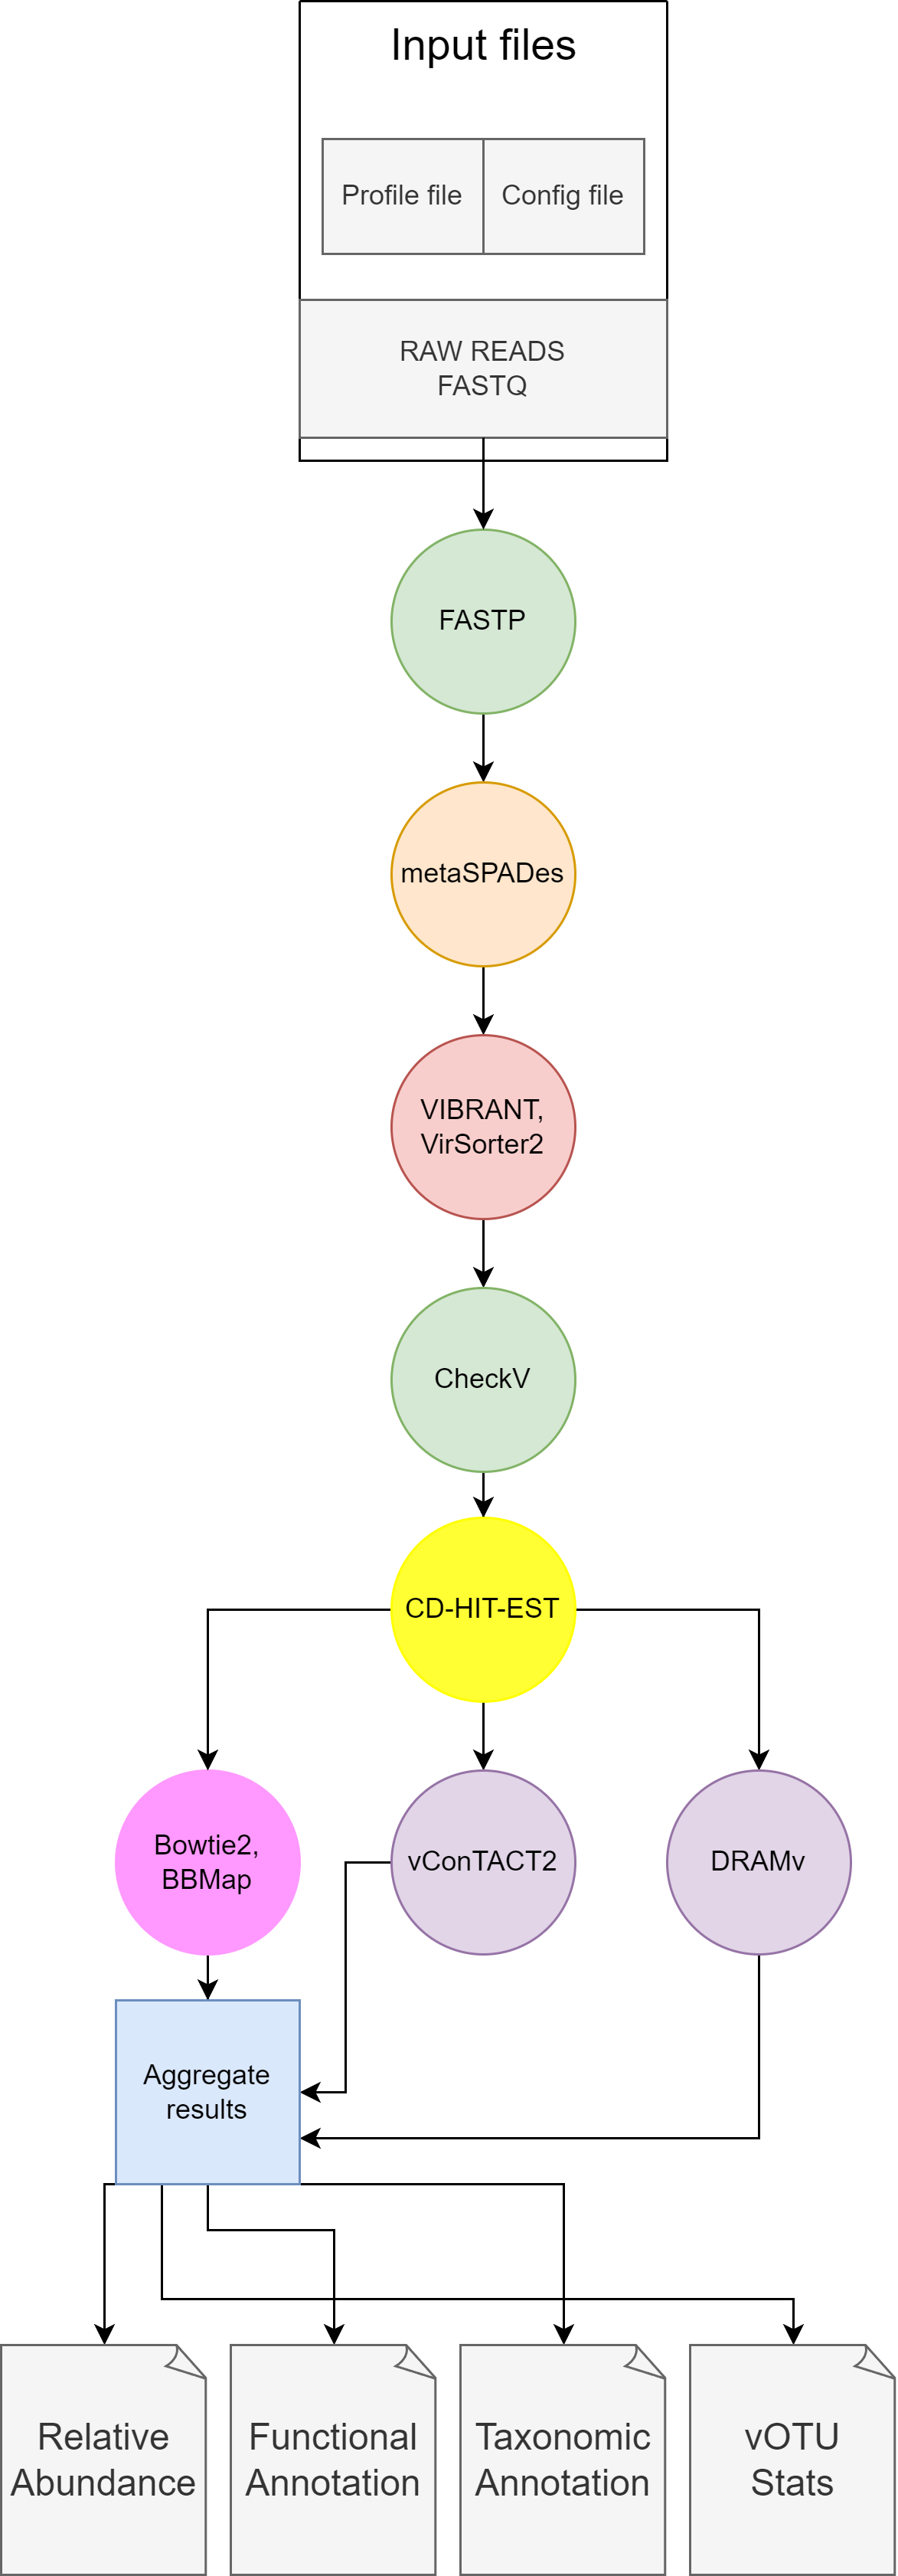 Input files
Profile file
Config file
RAW READS
FASTQ
FASTP
metaSPADes
VIBRANT,
VirSorter2
CheckV
CD-HIT-EST
Bowtie2,
BBMap
vConTACT2
DRAMv
Aggregate
results
Relative
Abundance
Functional
Annotation
Taxonomic
Annotation
vOTU
Stats